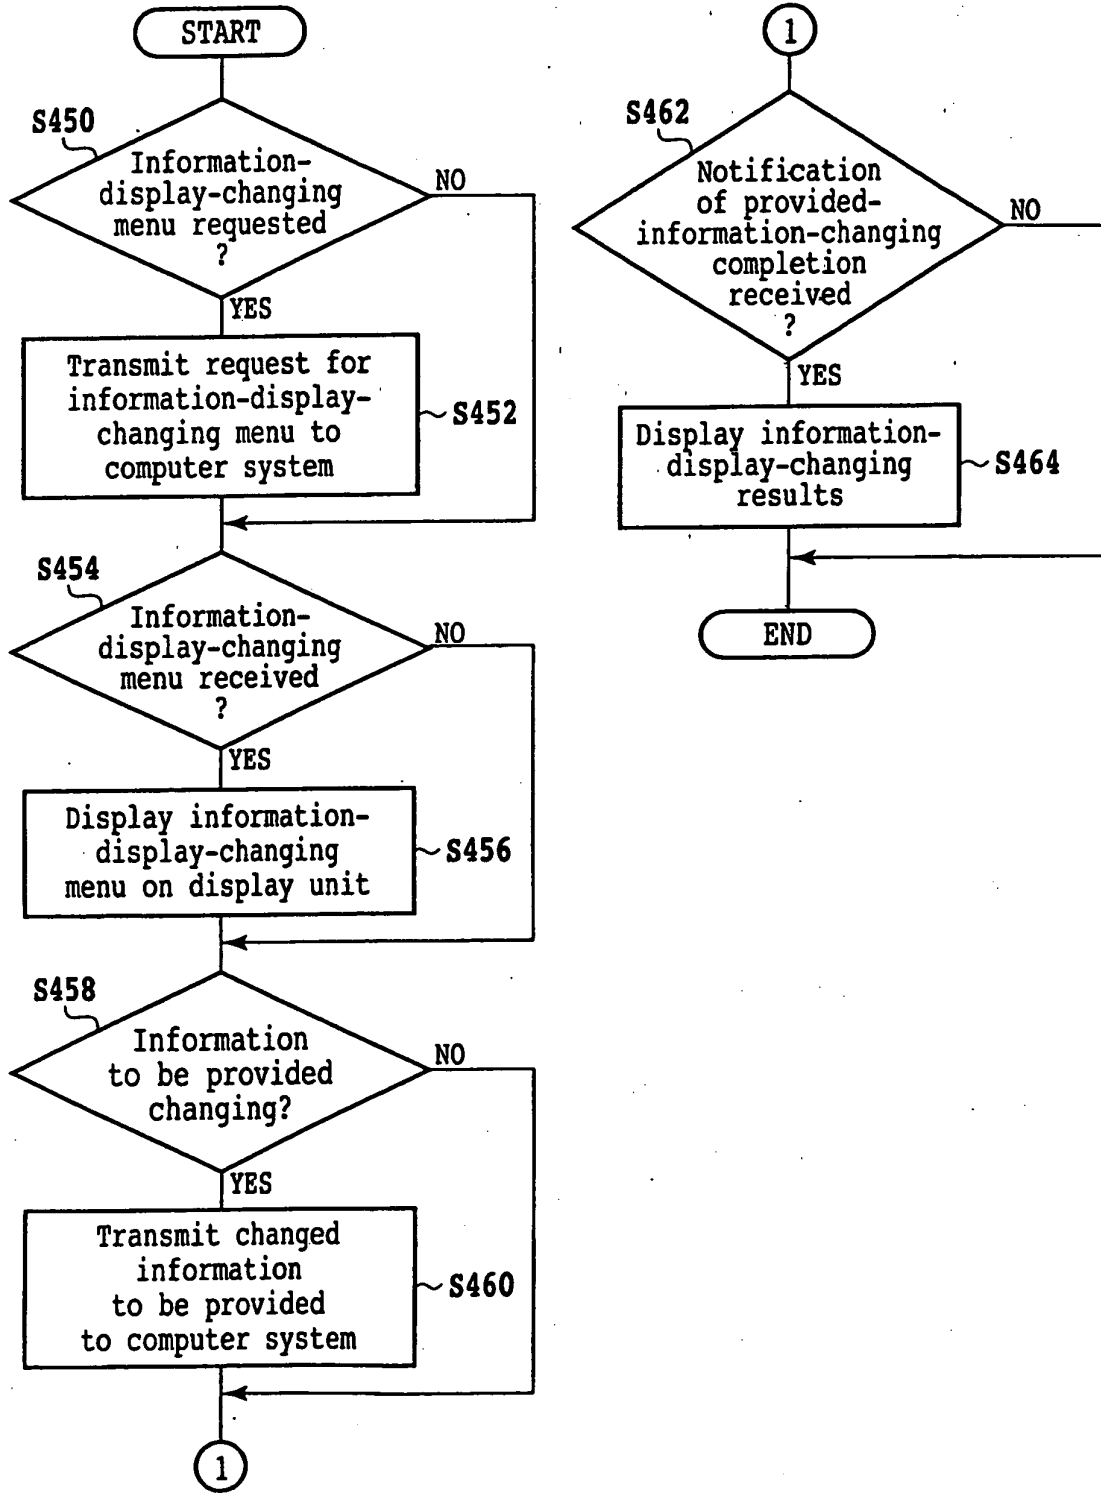 START
S450
Information-
display-changing
menu requested
?
NO
YES
Transmit request for
information-display-
changing menu to
computer system
S452
S454
Information-
display-changing
menu received
?
NO
YES
Display information-
display-changing
menu on display unit
S456
S458
Information
to be provided
changing?
NO
YES
Transmit changed
information
to be provided
to computer system
S460
1
1
S462
Notification
of provided-
information-changing
completion
received
?
NO
YES
Display information-
display-changing
results
S464
END